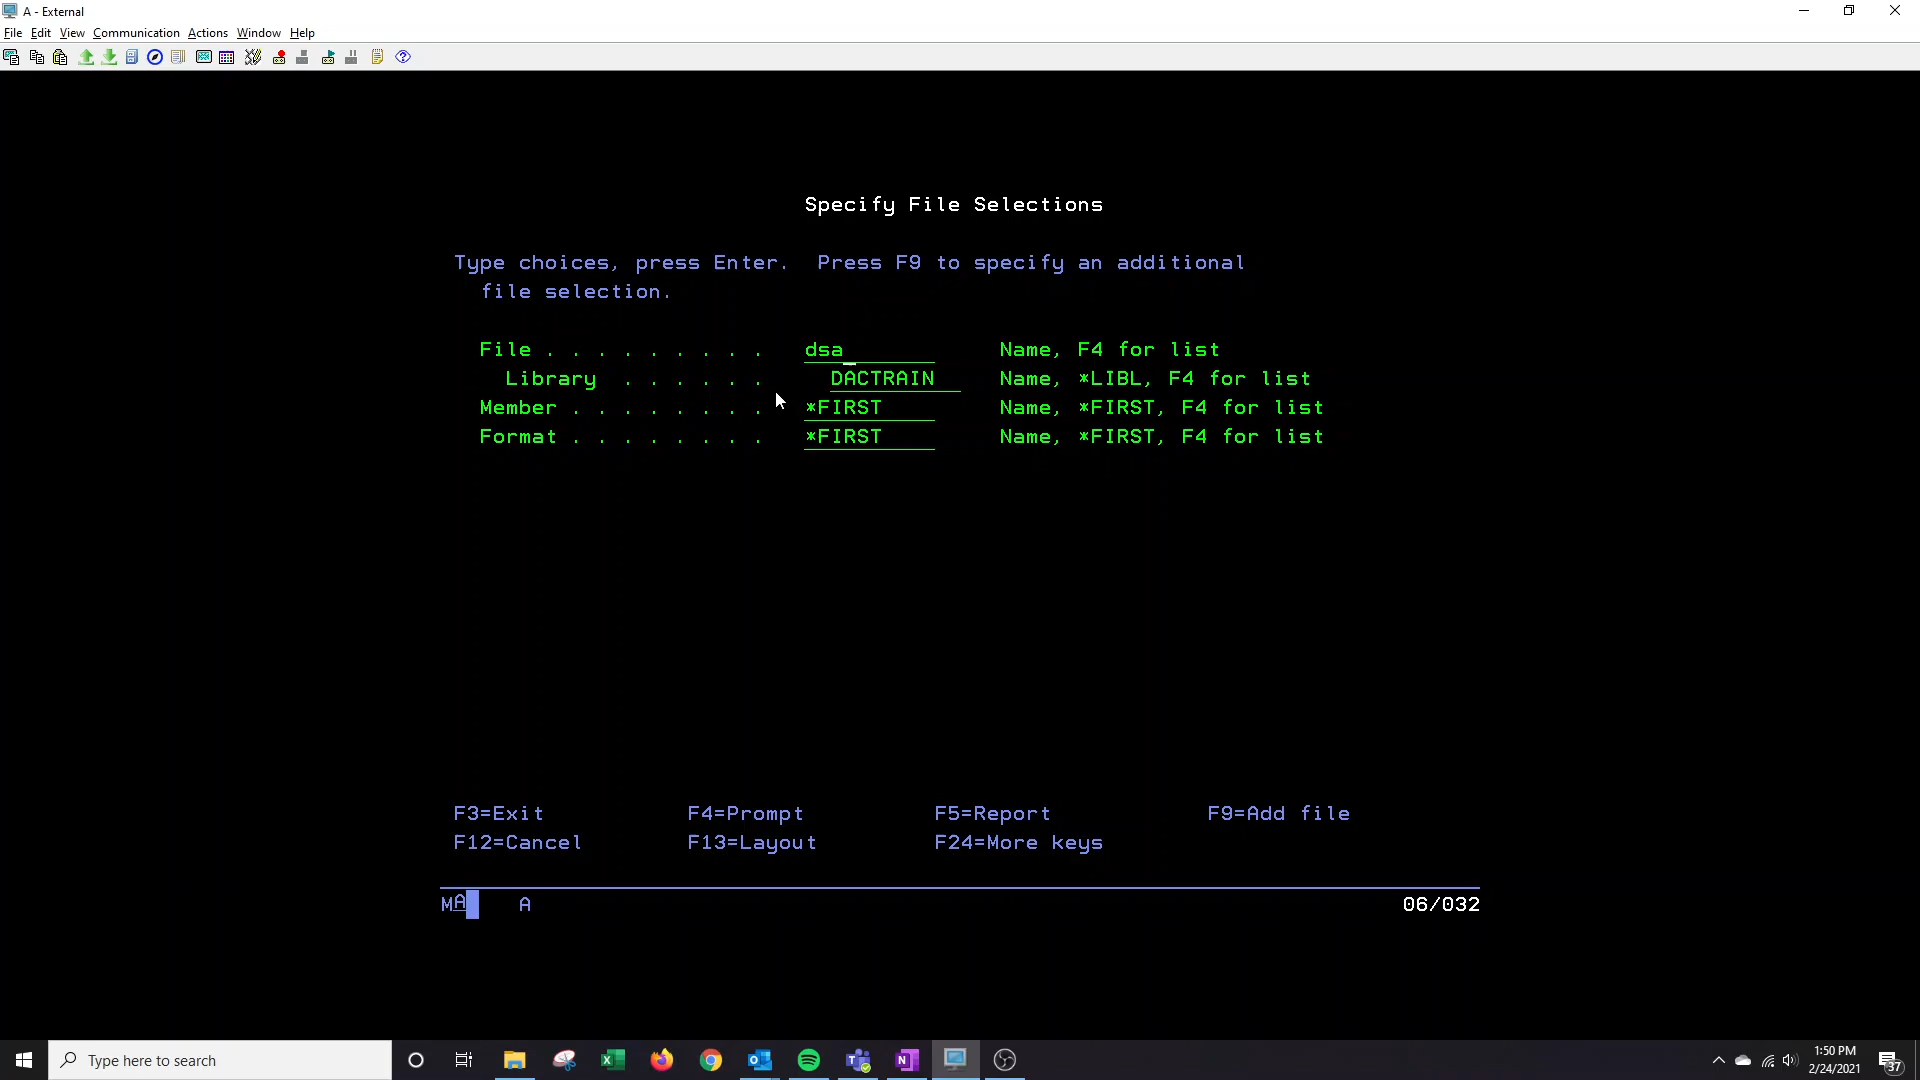 A - External
File Edit View Communication Actions Window Help
Specify File Selections
Type choices, press Enter.  Press F9 to specify an additional
file selection.
File . . . . . . . . .   dsa   Name, F4 for list
Library  . . . . . .   DACTRAIN   Name, *LIBL, F4 for list
Member . . . . . . . .   *FIRST   Name, *FIRST, F4 for list
Format . . . . . . . .   *FIRST   Name, *FIRST, F4 for list
F3=Exit   F4=Prompt   F5=Report   F9=Add file
F12=Cancel   F13=Layout   F24=More keys
MA   A   06/032
Type here to search
1:50 PM
2/24/2021
37